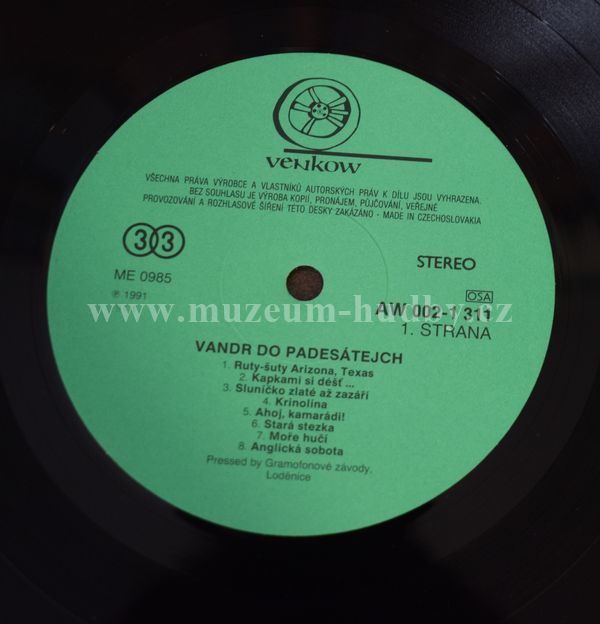 venkow
VŠECHNA PRÁVA VÝROBCE A VLASTNÍKŮ AUTORSKÝCH PRÁV K DÍLU JSOU VYHRAZENA.
BEZ SOUHLASU JE VÝROBA KOPIÍ, PRONÁJEM, PŮJČOVÁNÍ, VEŘEJNÉ
PROVOZOVÁNÍ A ROZHLASOVÉ ŠÍŘENÍ TÉTO DESKY ZAKÁZÁNO - MADE IN CZECHOSLOVAKIA
33
STEREO
ME 0985
℗ 1991
OSA
AW 002-1 311
www.muzeum-hudby.cz
1. STRANA
VANDR DO PADESÁTEJCH
1. Ruty-šuty Arizona, Texas
2. Kapkami si déšť ...
3. Sluníčko zlaté až zazáří
4. Krinolína
5. Ahoj, kamarádi!
6. Stará stezka
7. Moře hučí
8. Anglická sobota
Pressed by Gramofonové závody,
Loděnice